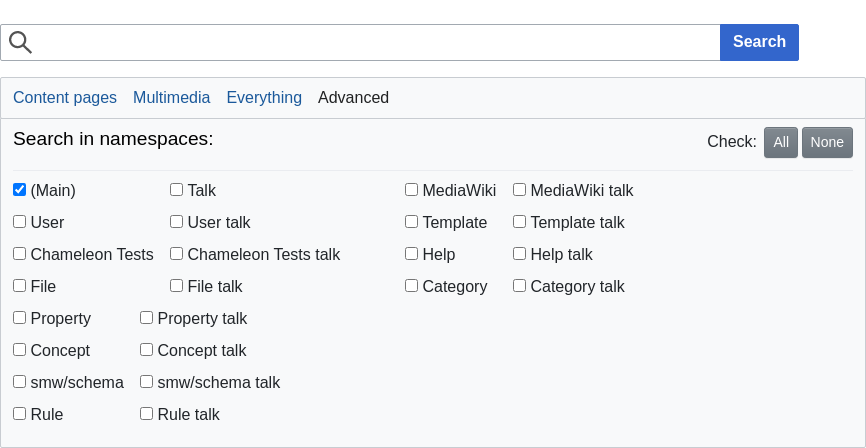 Search
Content pages Multimedia Everything Advanced
Search in namespaces: Check: All None
(Main) Talk MediaWiki MediaWiki talk
User User talk Template Template talk
Chameleon Tests Chameleon Tests talk Help Help talk
File File talk Category Category talk
Property Property talk
Concept Concept talk
smw/schema smw/schema talk
Rule Rule talk